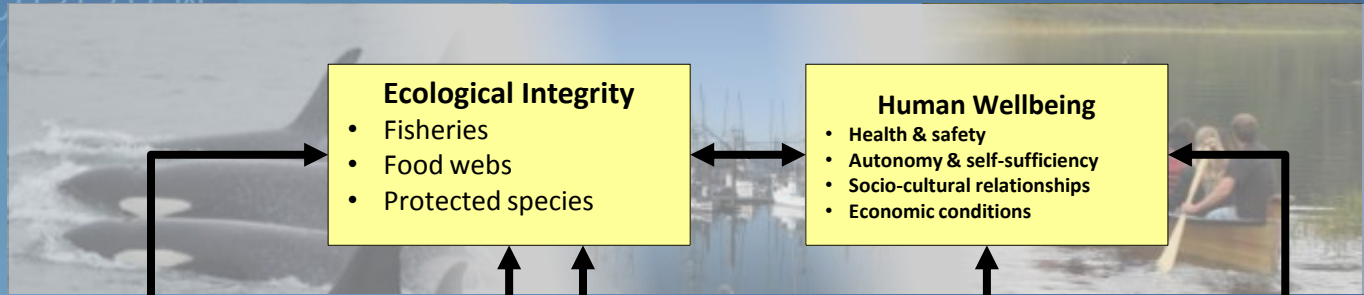 Ecological Integrity
• Fisheries
• Food webs
• Protected species
Human Wellbeing
• Health & safety
• Autonomy & self-sufficiency
• Socio-cultural relationships
• Economic conditions